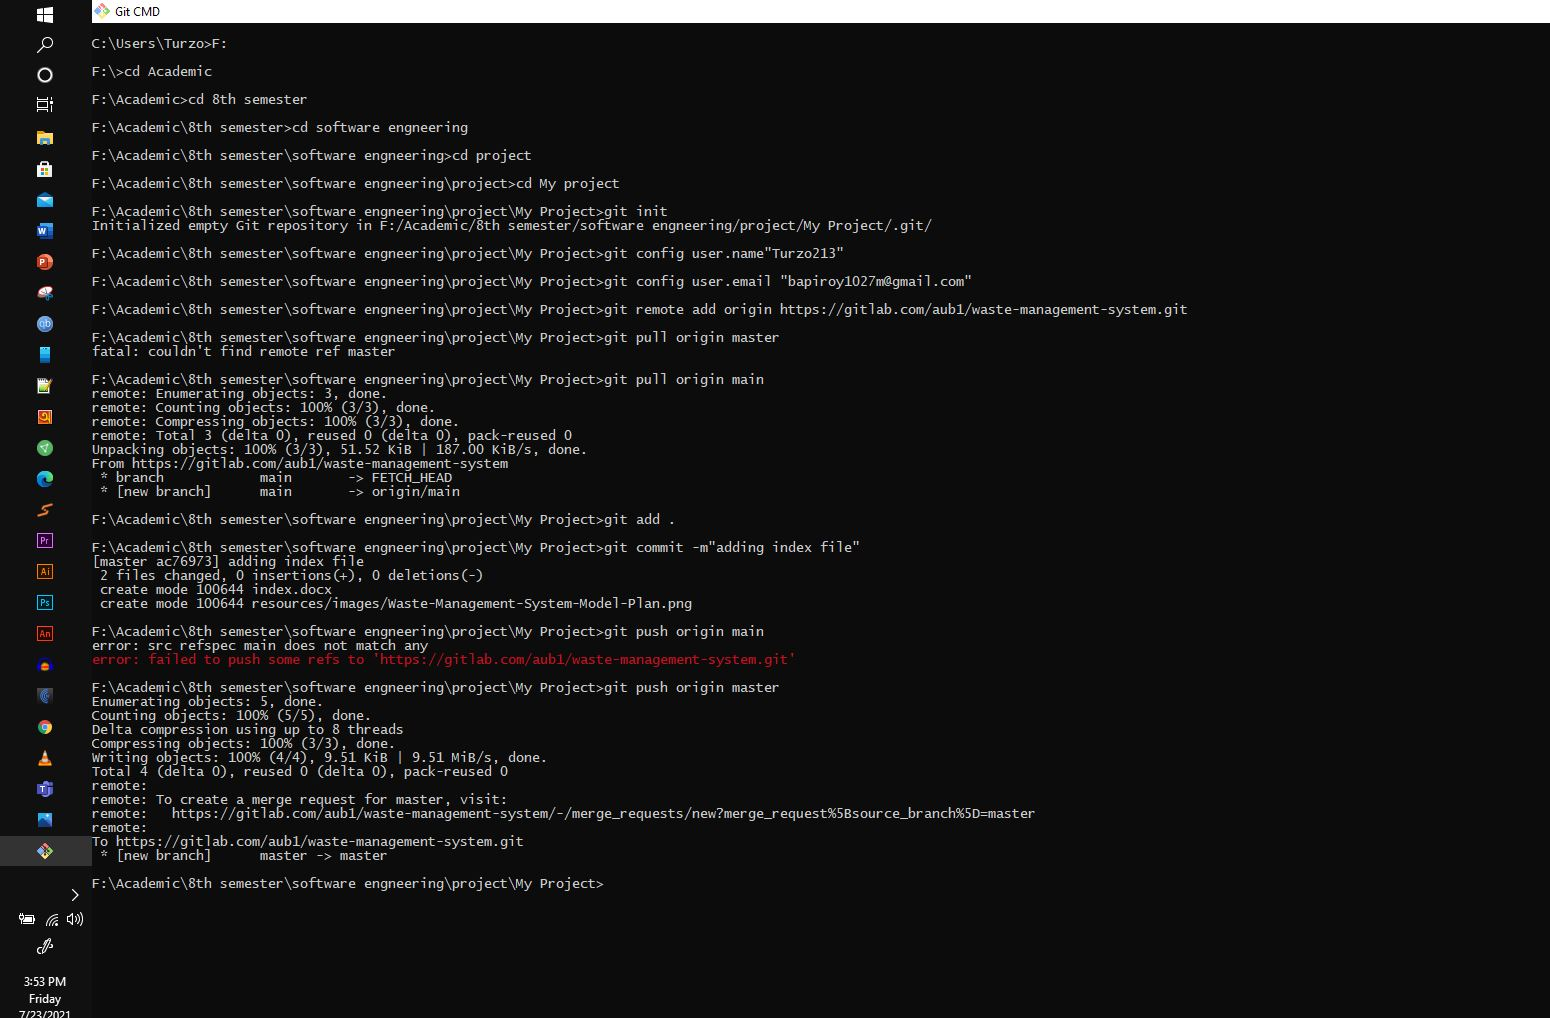 Git CMD
C:\Users\Turzo>F:
F:\>cd Academic
F:\Academic>cd 8th semester
F:\Academic\8th semester>cd software engneering
F:\Academic\8th semester\software engneering>cd project
F:\Academic\8th semester\software engneering\project>cd My project
F:\Academic\8th semester\software engneering\project\My Project>git init
Initialized empty Git repository in F:/Academic/8th semester/software engneering/project/My Project/.git/
F:\Academic\8th semester\software engneering\project\My Project>git config user.name"Turzo213"
F:\Academic\8th semester\software engneering\project\My Project>git config user.email "bapiroy1027m@gmail.com"
F:\Academic\8th semester\software engneering\project\My Project>git remote add origin https://gitlab.com/aub1/waste-management-system.git
F:\Academic\8th semester\software engneering\project\My Project>git pull origin master
fatal: couldn't find remote ref master
F:\Academic\8th semester\software engneering\project\My Project>git pull origin main
remote: Enumerating objects: 3, done.
remote: Counting objects: 100% (3/3), done.
remote: Compressing objects: 100% (3/3), done.
remote: Total 3 (delta 0), reused 0 (delta 0), pack-reused 0
Unpacking objects: 100% (3/3), 51.52 KiB | 187.00 KiB/s, done.
From https://gitlab.com/aub1/waste-management-system
 * branch            main       -> FETCH_HEAD
 * [new branch]      main       -> origin/main
F:\Academic\8th semester\software engneering\project\My Project>git add .
F:\Academic\8th semester\software engneering\project\My Project>git commit -m"adding index file"
[master ac76973] adding index file
 2 files changed, 0 insertions(+), 0 deletions(-)
 create mode 100644 index.docx
 create mode 100644 resources/images/Waste-Management-System-Model-Plan.png
F:\Academic\8th semester\software engneering\project\My Project>git push origin main
error: src refspec main does not match any
error: failed to push some refs to 'https://gitlab.com/aub1/waste-management-system.git'
F:\Academic\8th semester\software engneering\project\My Project>git push origin master
Enumerating objects: 5, done.
Counting objects: 100% (5/5), done.
Delta compression using up to 8 threads
Compressing objects: 100% (3/3), done.
Writing objects: 100% (4/4), 9.51 KiB | 9.51 MiB/s, done.
Total 4 (delta 0), reused 0 (delta 0), pack-reused 0
remote:
remote: To create a merge request for master, visit:
remote:   https://gitlab.com/aub1/waste-management-system/-/merge_requests/new?merge_request%5Bsource_branch%5D=master
remote:
To https://gitlab.com/aub1/waste-management-system.git
 * [new branch]      master -> master
F:\Academic\8th semester\software engneering\project\My Project>
3:53 PM
Friday
7/23/2021